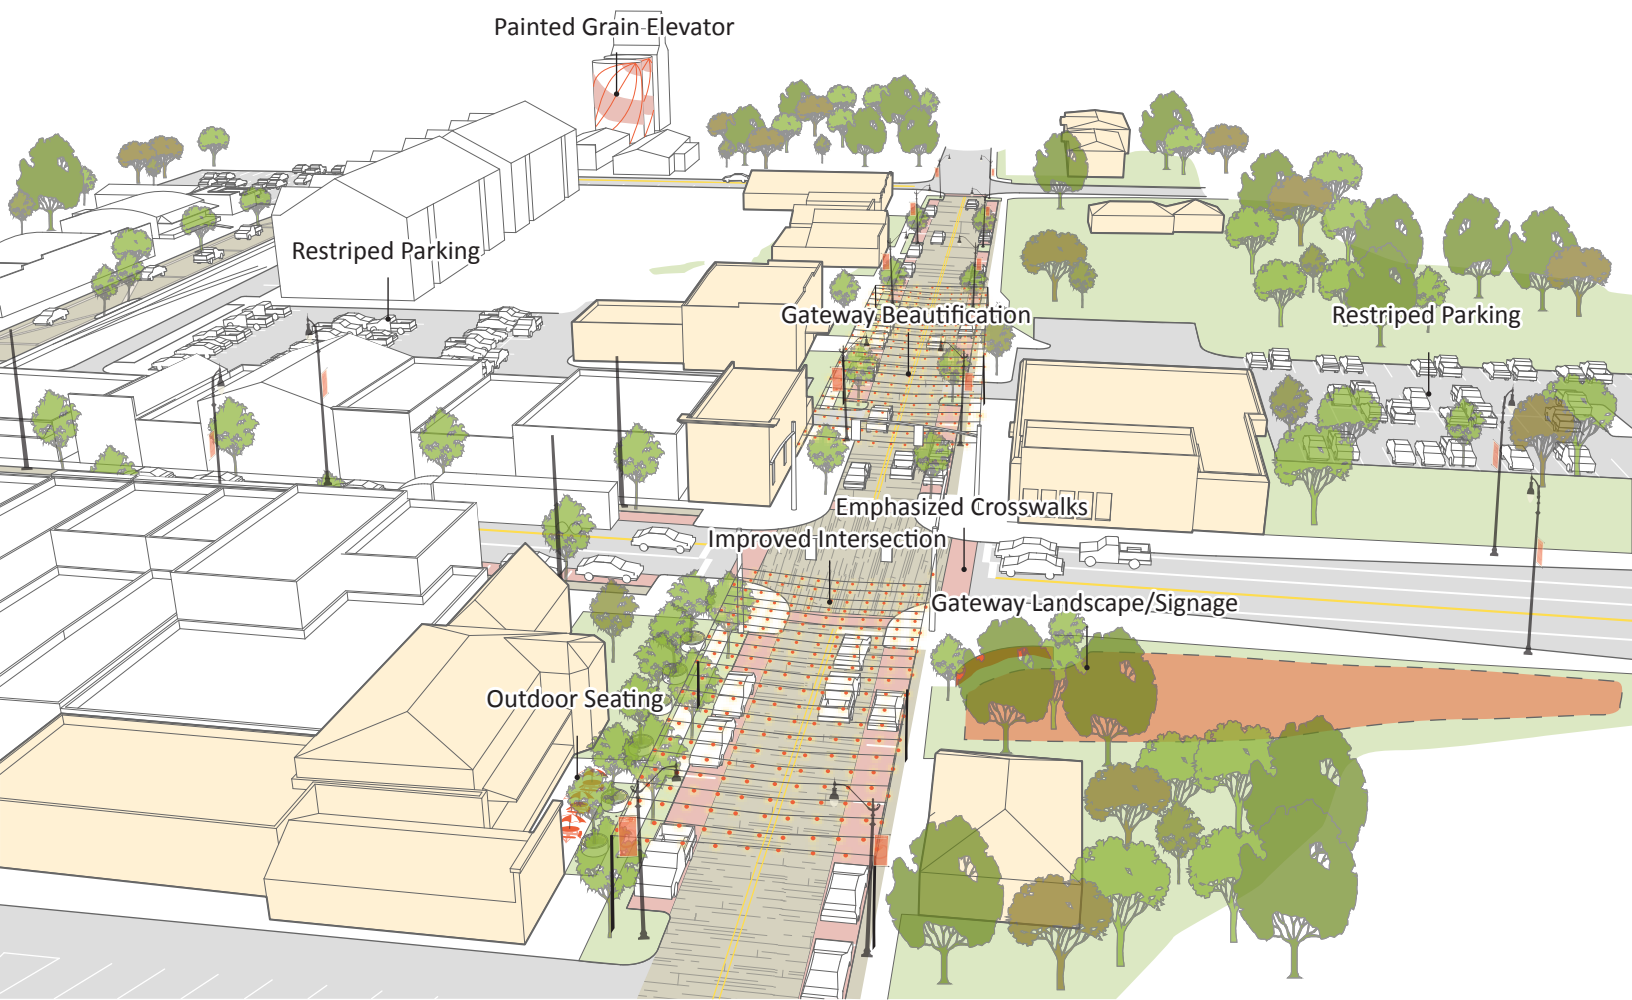 Painted Grain Elevator
Restriped Parking
Gateway Beautification
Restriped Parking
Emphasized Crosswalks
Improved Intersection
Gateway Landscape/Signage
Outdoor Seating